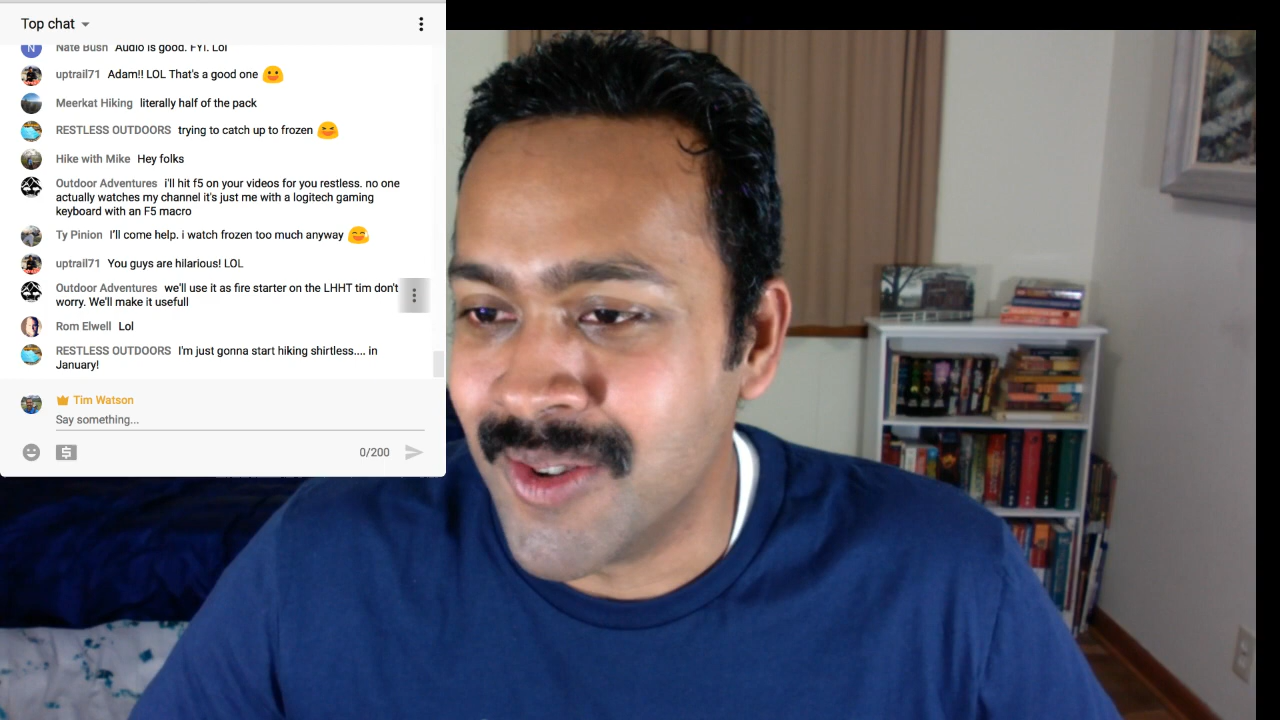 Top chat
Nate Bush Audio is good. FYI. Lol
uptrail71 Adam!! LOL That's a good one
Meerkat Hiking literally half of the pack
RESTLESS OUTDOORS trying to catch up to frozen
Hike with Mike Hey folks
Outdoor Adventures i'll hit f5 on your videos for you restless. no one
actually watches my channel it's just me with a logitech gaming
keyboard with an F5 macro
Ty Pinion I'll come help. i watch frozen too much anyway
uptrail71 You guys are hilarious! LOL
Outdoor Adventures we'll use it as fire starter on the LHHT tim don't
worry. We'll make it usefull
Rom Elwell Lol
RESTLESS OUTDOORS I'm just gonna start hiking shirtless.... in
January!
Tim Watson
Say something...
0/200